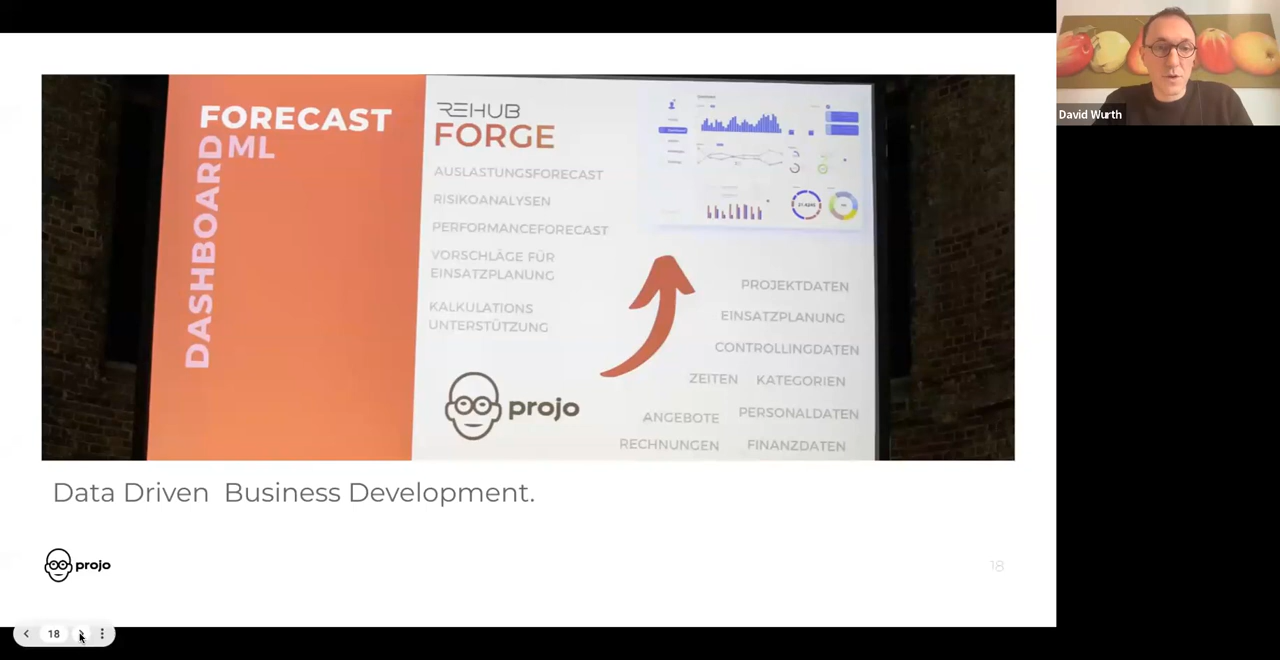 FORECAST
ML
DASHBOARD
REHUB
FORGE
AUSLASTUNGSFORECAST
RISIKOANALYSEN
PERFORMANCEFORECAST
VORSCHLÄGE FÜR
EINSATZPLANUNG
KALKULATIONS
UNTERSTÜTZUNG
projo
PROJEKTDATEN
EINSATZPLANUNG
CONTROLLINGDATEN
ZEITEN KATEGORIEN
ANGEBOTE PERSONALDATEN
RECHNUNGEN FINANZDATEN
Data Driven Business Development.
projo
18
18
David Wurth